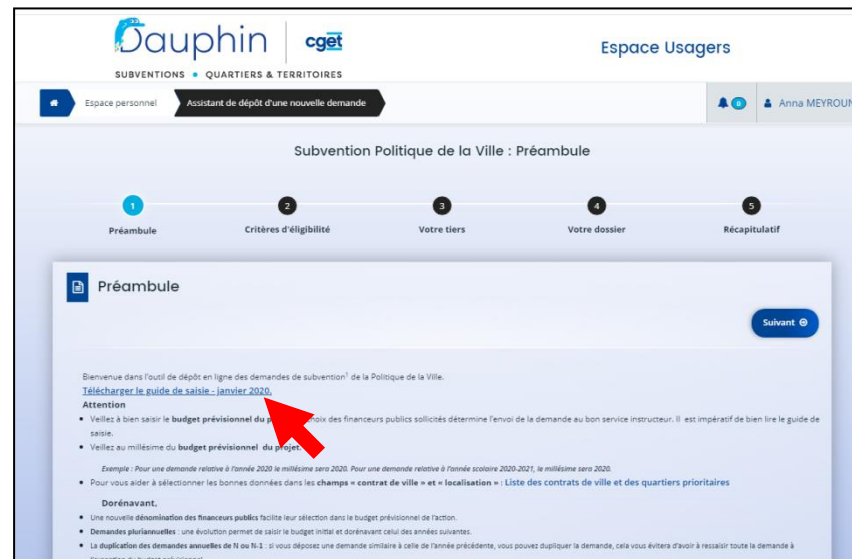 Dauphin cget
SUBVENTIONS • QUARTIERS & TERRITOIRES
Espace Usagers
Espace personnel Assistant de dépôt d'une nouvelle demande 0 Anna MEYROUN
Subvention Politique de la Ville : Préambule
1 2 3 4 5
Préambule Critères d'éligibilité Votre tiers Votre dossier Récapitulatif
Préambule
Suivant
Bienvenue dans l'outil de dépôt en ligne des demandes de subvention¹ de la Politique de la Ville.
Télécharger le guide de saisie - janvier 2020.
Attention
• Veillez à bien saisir le budget prévisionnel du p hoix des financeurs publics sollicités détermine l'envoi de la demande au bon service instructeur. Il est impératif de bien lire le guide de
saisie.
• Veillez au millésime du budget prévisionnel du projet.
Exemple : Pour une demande relative à l'année 2020 le millésime sera 2020. Pour une demande relative à l'année scolaire 2020-2021, le millésime sera 2020.
• Pour vous aider à sélectionner les bonnes données dans les champs « contrat de ville » et « localisation » : Liste des contrats de ville et des quartiers prioritaires
Dorénavant,
• Une nouvelle dénomination des financeurs publics facilite leur sélection dans le budget prévisionnel de l'action.
• Demandes pluriannuelles : une évolution permet de saisir le budget initial et dorénavant celui des années suivantes.
• La duplication des demandes annuelles de N ou N-1 : si vous déposez une demande similaire à celle de l'année précédente, vous pouvez dupliquer la demande, cela vous évitera d'avoir à ressaisir toute la demande à